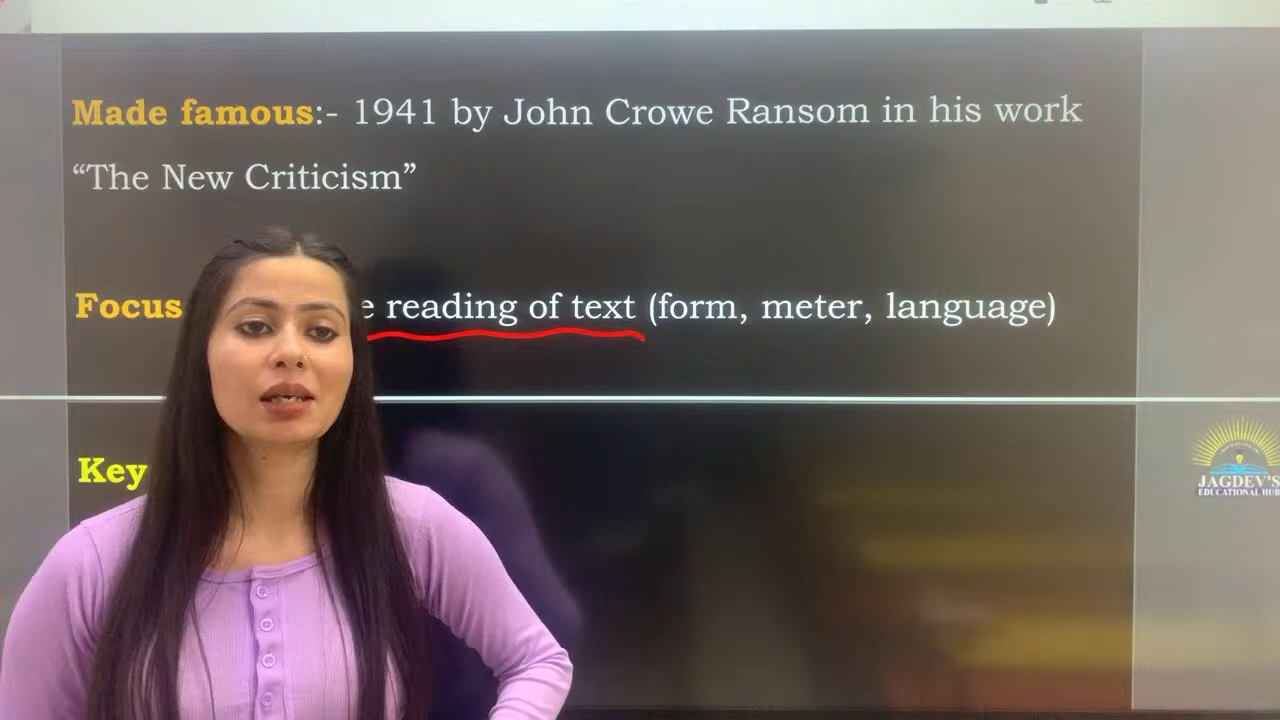 Made famous:- 1941 by John Crowe Ransom in his work
“The New Criticism”
Focus e reading of text (form, meter, language)
Key
JAGDEV'S
EDUCATIONAL HUB